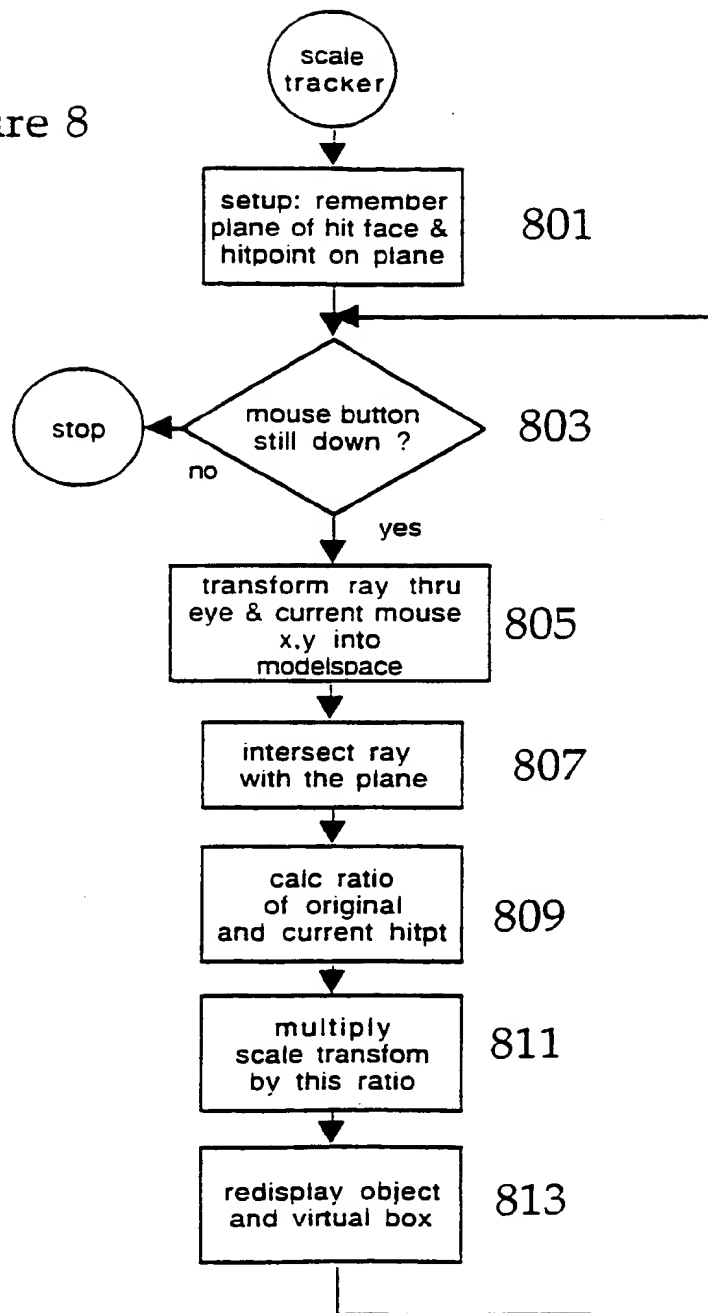 scale
tracker
are 8
setup: remember
plane of hit face &
hitpoint on plane
801
mouse button
still down ?
803
stop
no
yes
transform ray thru
eye & current mouse
x,y into
modelspace
805
intersect ray
with the plane
807
calc ratio
of original
and current hitpt
809
multiply
scale transfom
by this ratio
811
redisplay object
and virtual box
813